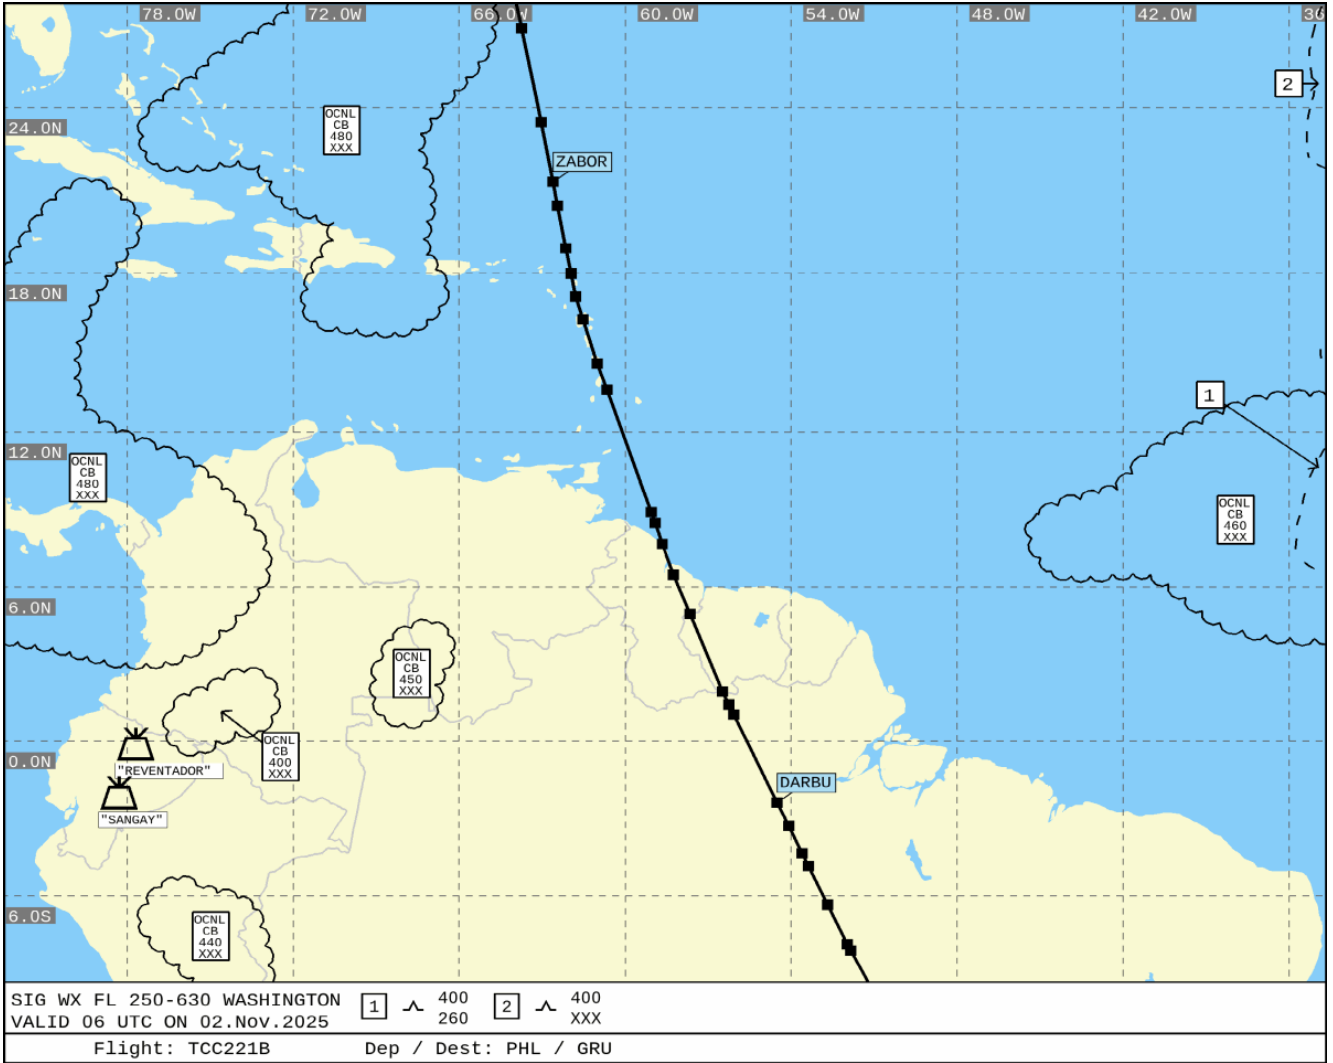 78.0W 72.0W 66.0W 60.0W 54.0W 48.0W 42.0W 36
2
24.0N
OCNL
CB
480
XXX
ZABOR
18.0N
1
12.0N
OCNL
CB
480
XXX
OCNL
CB
460
XXX
6.0N
OCNL
CB
450
XXX
0.0N
OCNL
CB
400
XXX
"REVENTADOR"
DARBU
"SANGAY"
6.0S
OCNL
CB
440
XXX
SIG WX FL 250-630 WASHINGTON
VALID 06 UTC ON 02.Nov.2025
1
400
260
2
400
XXX
Flight: TCC221B Dep / Dest: PHL / GRU